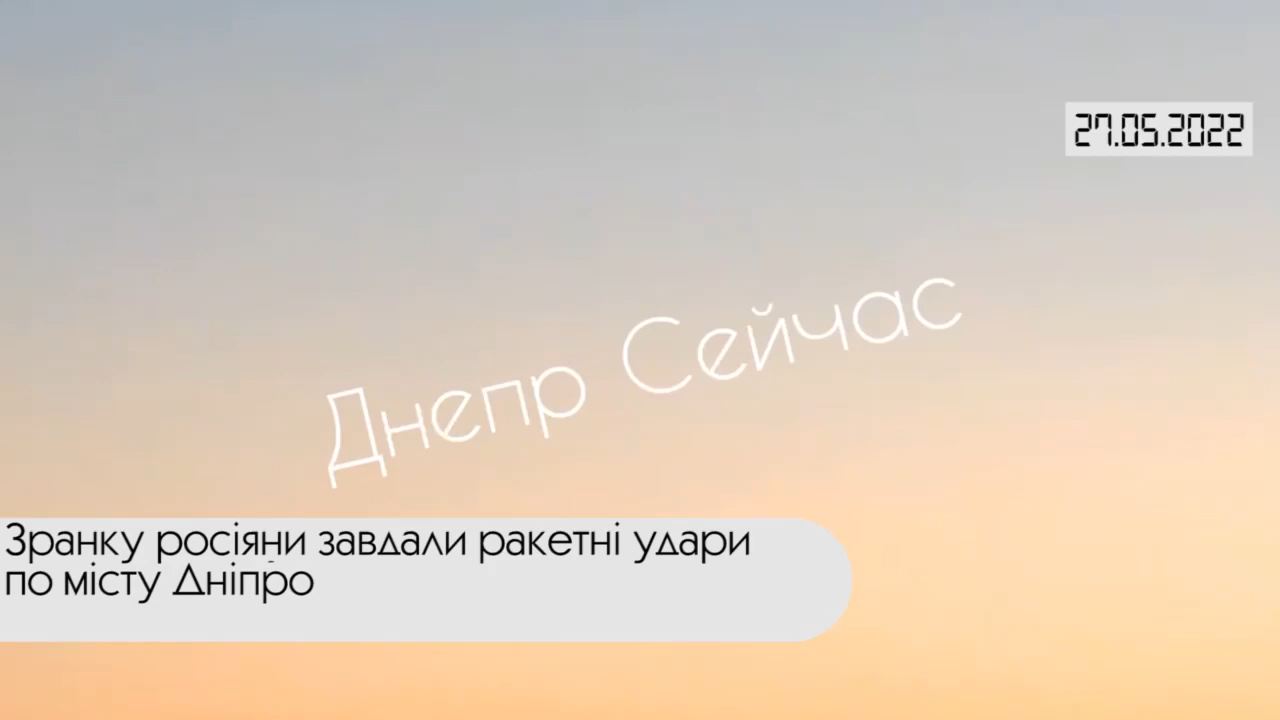 27.05.2022
Днепр Сейчас
Зранку росіяни завдали ракетні удари
по місту Дніпро